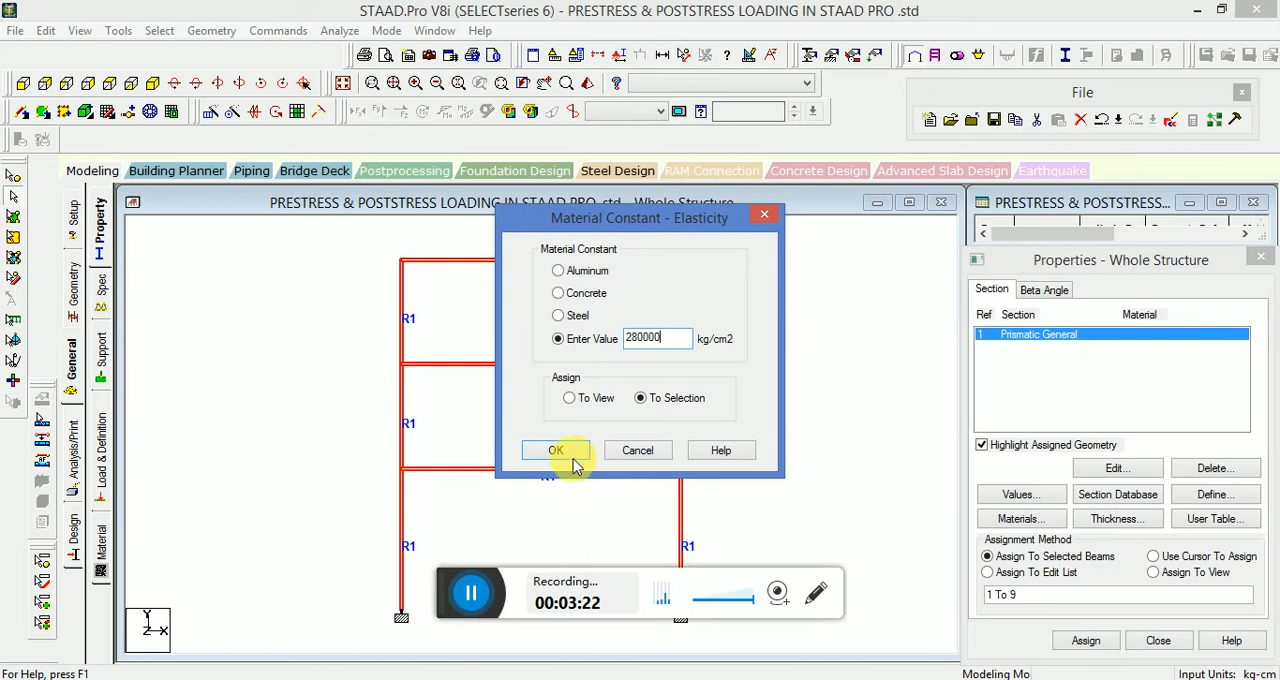 STAAD.Pro V8i (SELECTseries 6) - PRESTRESS & POSTSTRESS LOADING IN STAAD PRO .std
File Edit View Tools Select Geometry Commands Analyze Mode Window Help
File
Modeling Building Planner Piping Bridge Deck Postprocessing Foundation Design Steel Design RAM Connection Concrete Design Advanced Slab Design Earthquake
PRESTRESS & POSTSTRESS LOADING IN STAAD PRO .std - Whole Structure
PRESTRESS & POSTSTRESS...
Setup
Geometry
General
Analysis/Print
Design
Property
Spec
Support
Load & Definition
Material
R1
R1
R1
R1
Material Constant - Elasticity
Material Constant
Aluminum
Concrete
Steel
Enter Value 280000 kg/cm2
Assign
To View To Selection
OK Cancel Help
Recording...
00:03:22
Y
Z X
Properties - Whole Structure
Section Beta Angle
Ref Section Material
1 Prismatic General
Highlight Assigned Geometry
Edit... Delete...
Values... Section Database Define...
Materials... Thickness... User Table...
Assignment Method
Assign To Selected Beams Use Cursor To Assign
Assign To Edit List Assign To View
1 To 9
Assign Close Help
For Help, press F1 Modeling Mo Input Units: kg-cm